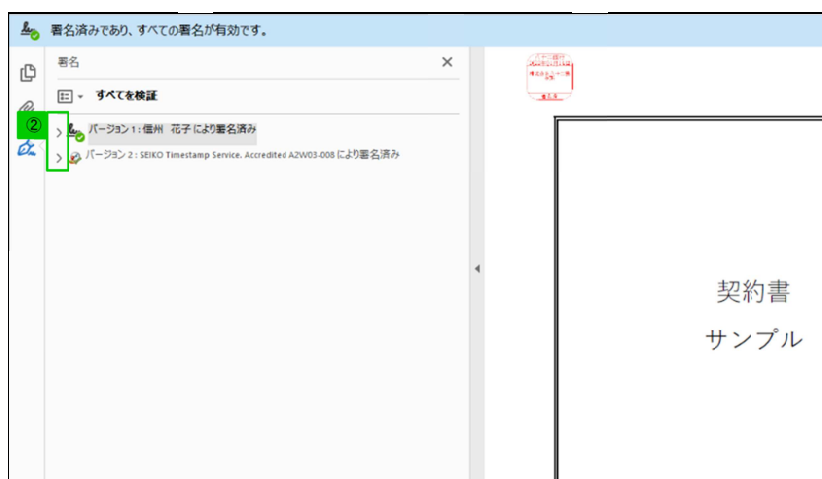 署名済みであり、すべての署名が有効です。
署名
すべてを検証
②
バージョン 1 : 信州 花子 により署名済み
バージョン 2 : SEIKO Timestamp Service. Accredited A2W03-008 により署名済み
契約書
サンプル